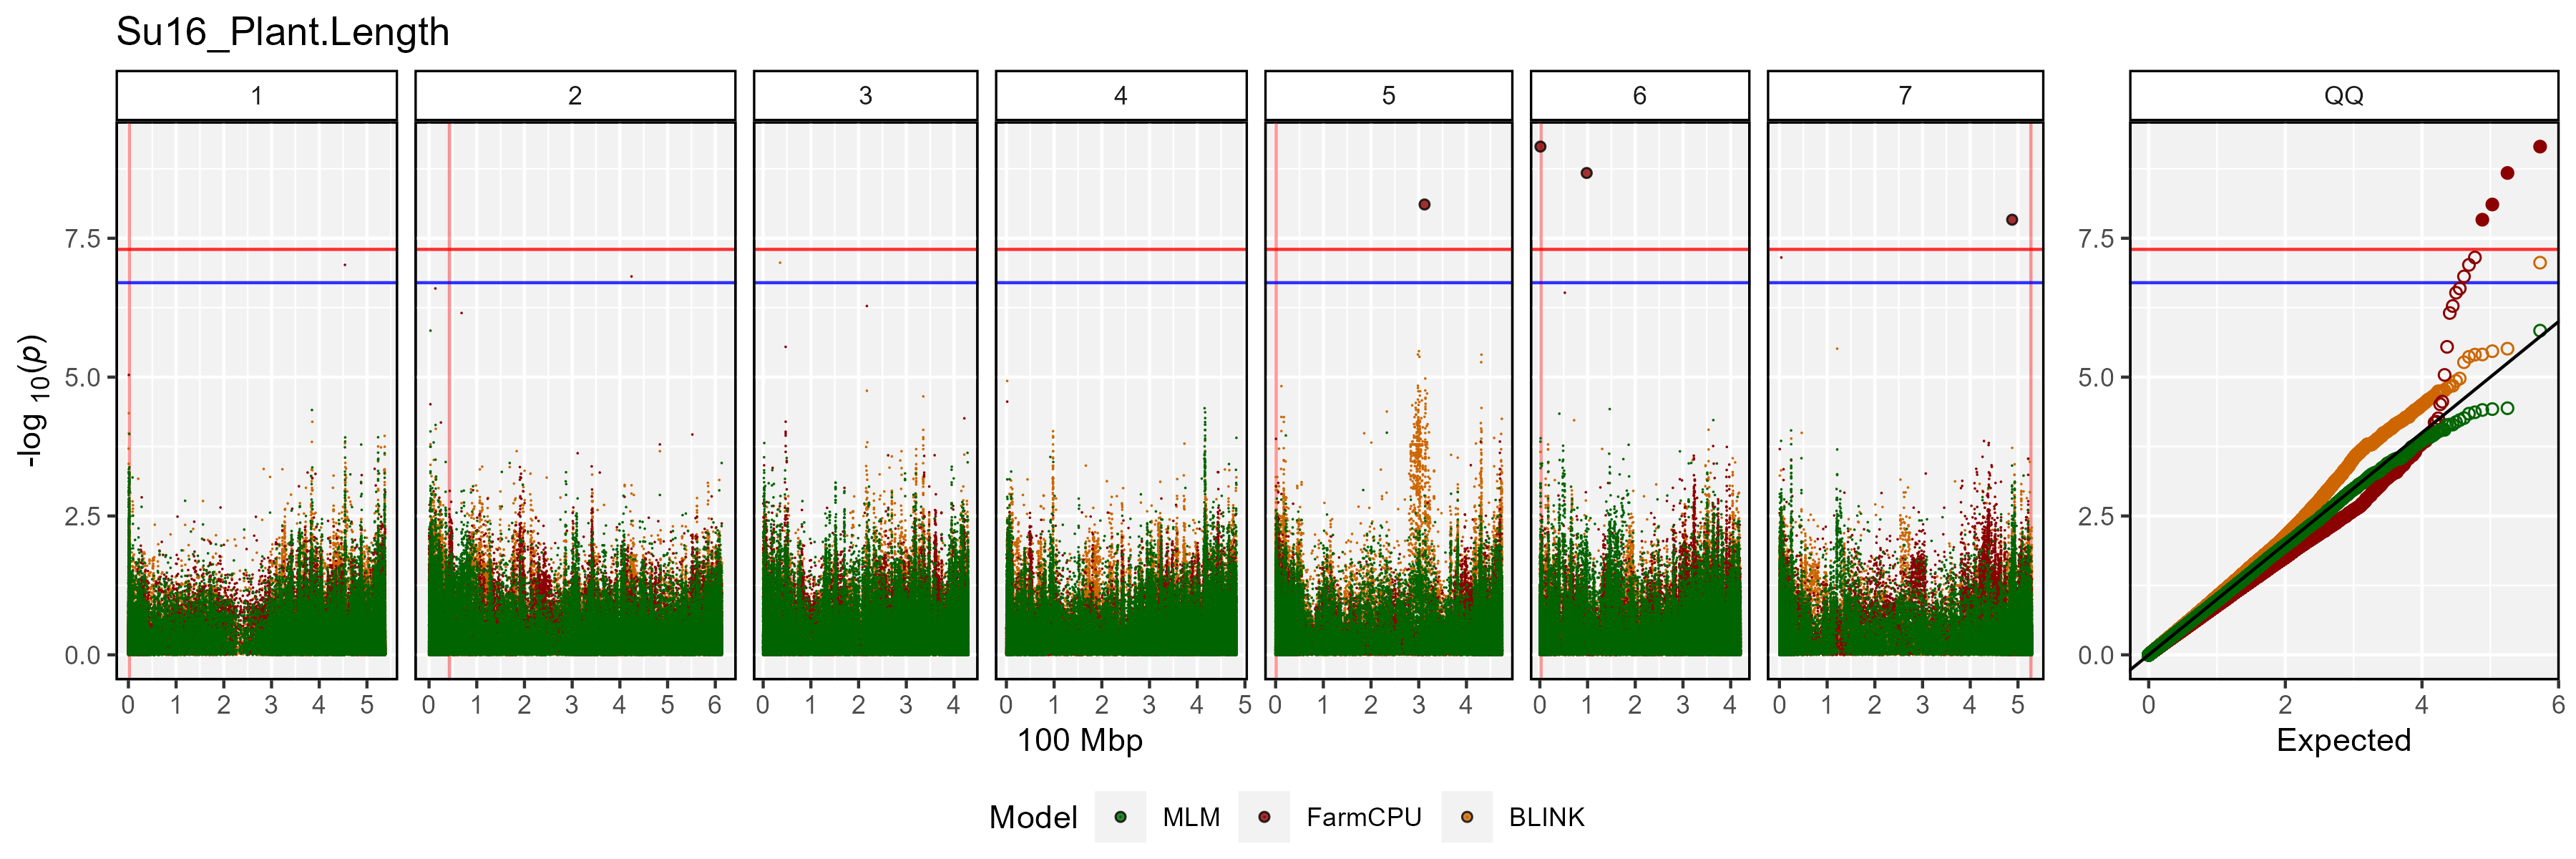 Su16_Plant.Length
1 2 3 4 5 6 7 QQ
7.5
5.0
2.5
0.0
-log 10(p)
7.5
5.0
2.5
0.0
0 1 2 3 4 5 0 1 2 3 4 5 6 0 1 2 3 4 0 1 2 3 4 5 0 1 2 3 4 0 1 2 3 4 0 1 2 3 4 5 0 2 4 6
100 Mbp Expected
Model MLM FarmCPU BLINK